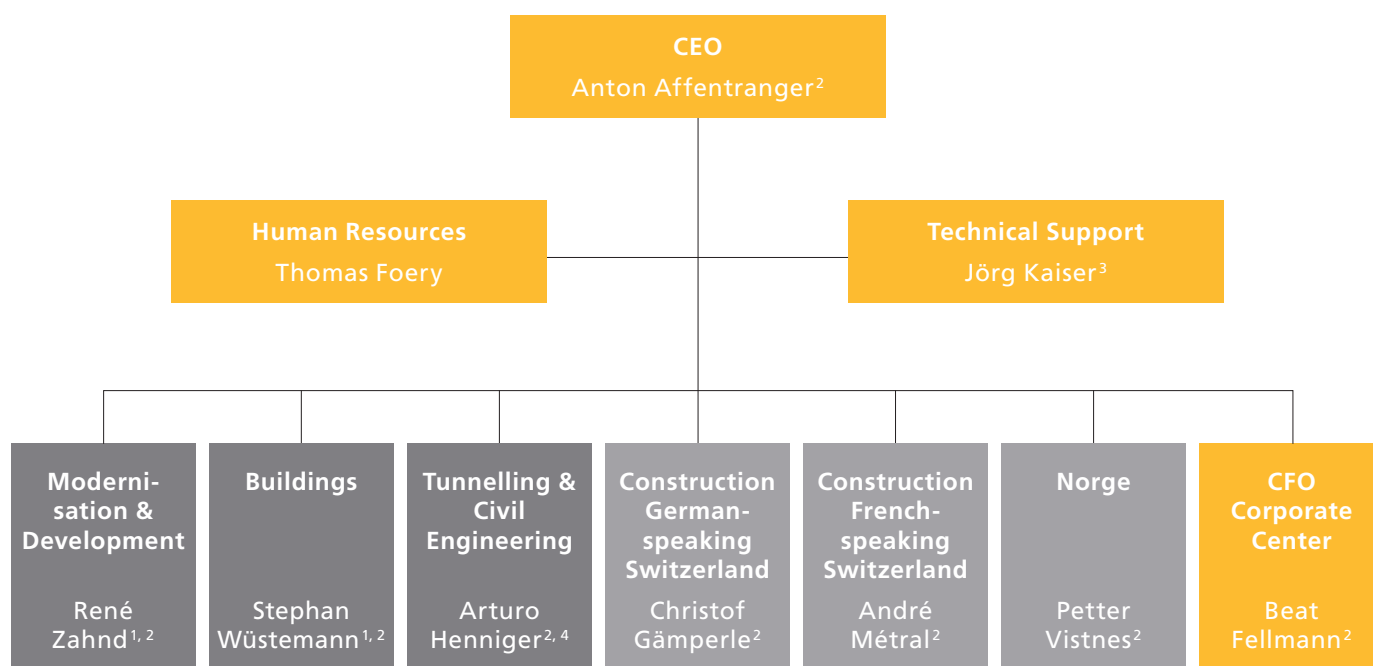 CEO
Anton Affentranger2
Human Resources
Thomas Foery
Technical Support
Jörg Kaiser3
Moderni-
sation &
Development
René
Zahnd1, 2
Buildings
Stephan
Wüstemann1, 2
Tunnelling &
Civil
Engineering
Arturo
Henniger2, 4
Construction
German-
speaking
Switzerland
Christof
Gämperle2
Construction
French-
speaking
Switzerland
André
Métral2
Norge
Petter
Vistnes2
CFO
Corporate
Center
Beat
Fellmann2